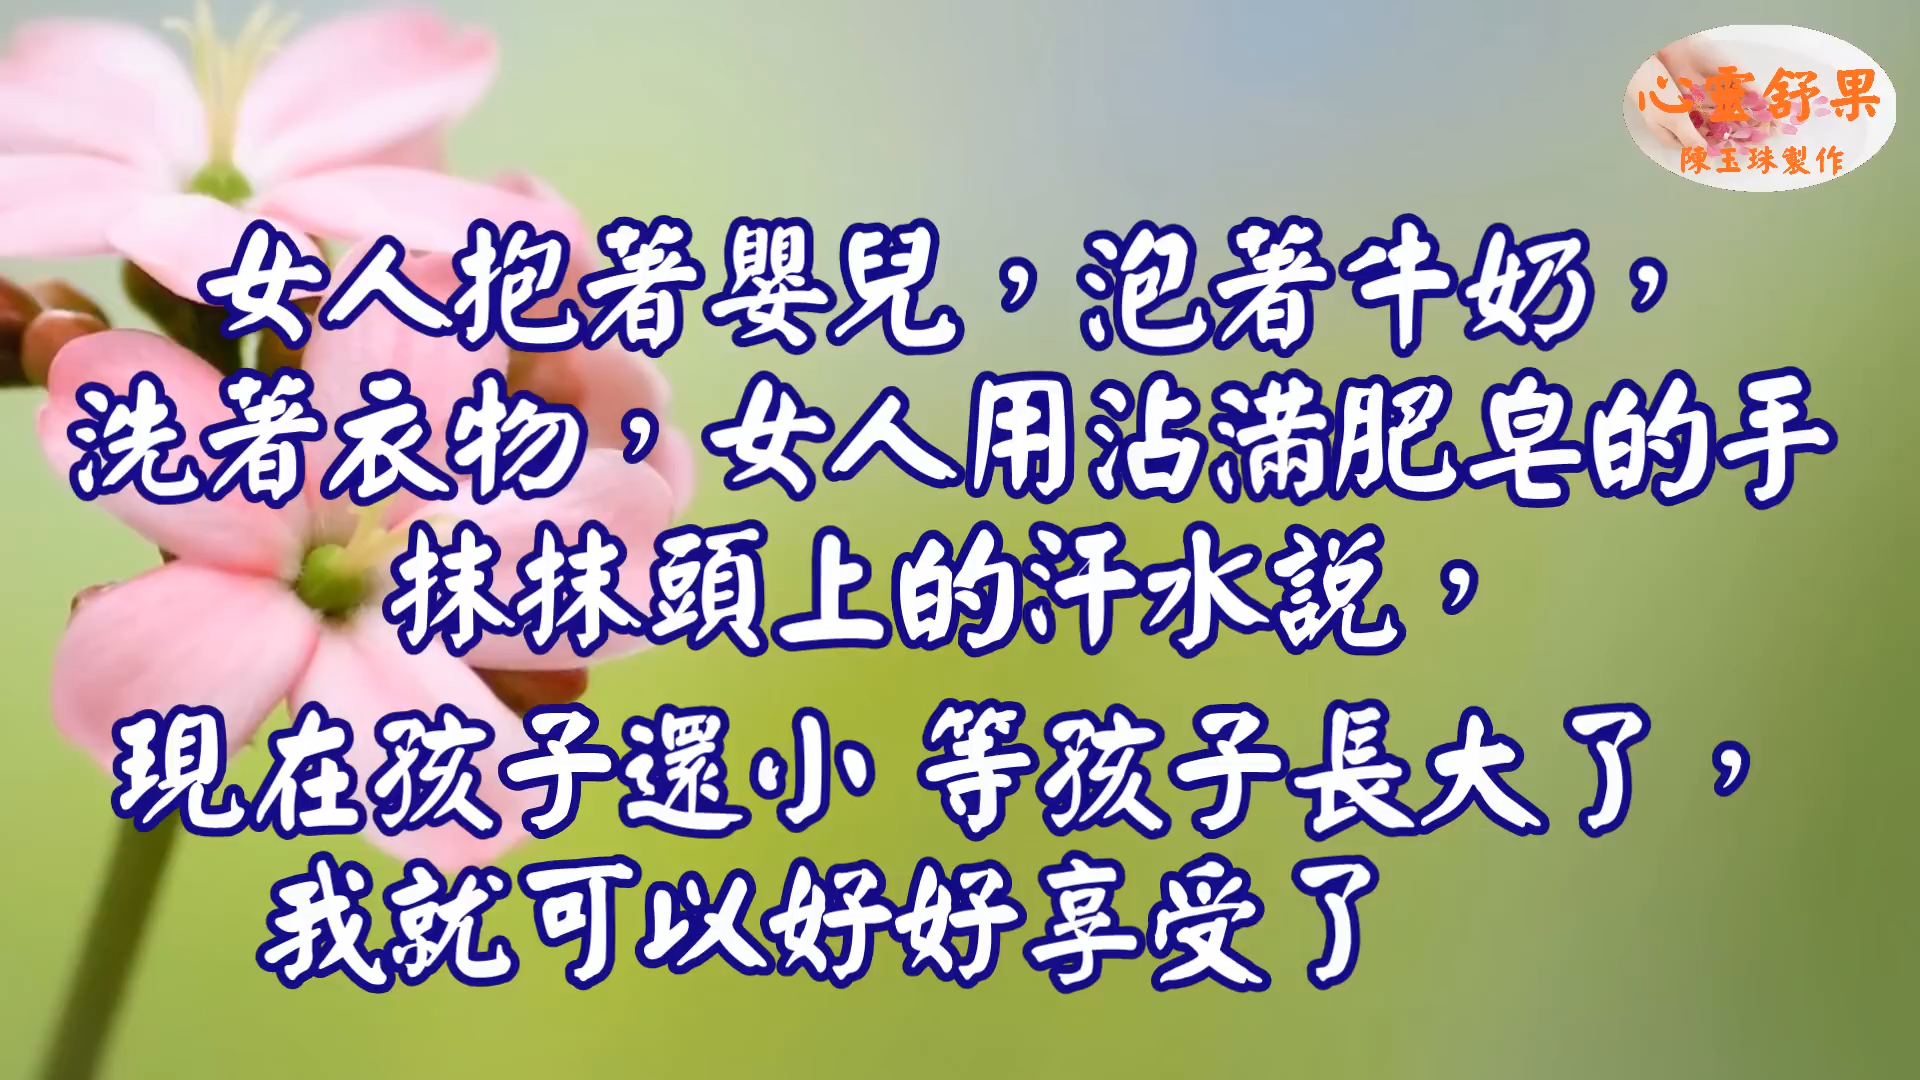 心靈舒果
陳玉珠製作
女人抱著嬰兒，泡著牛奶，
洗著衣物，女人用沾滿肥皂的手
抹抹頭上的汗水說，
現在孩子還小 等孩子長大了，
我就可以好好享受了